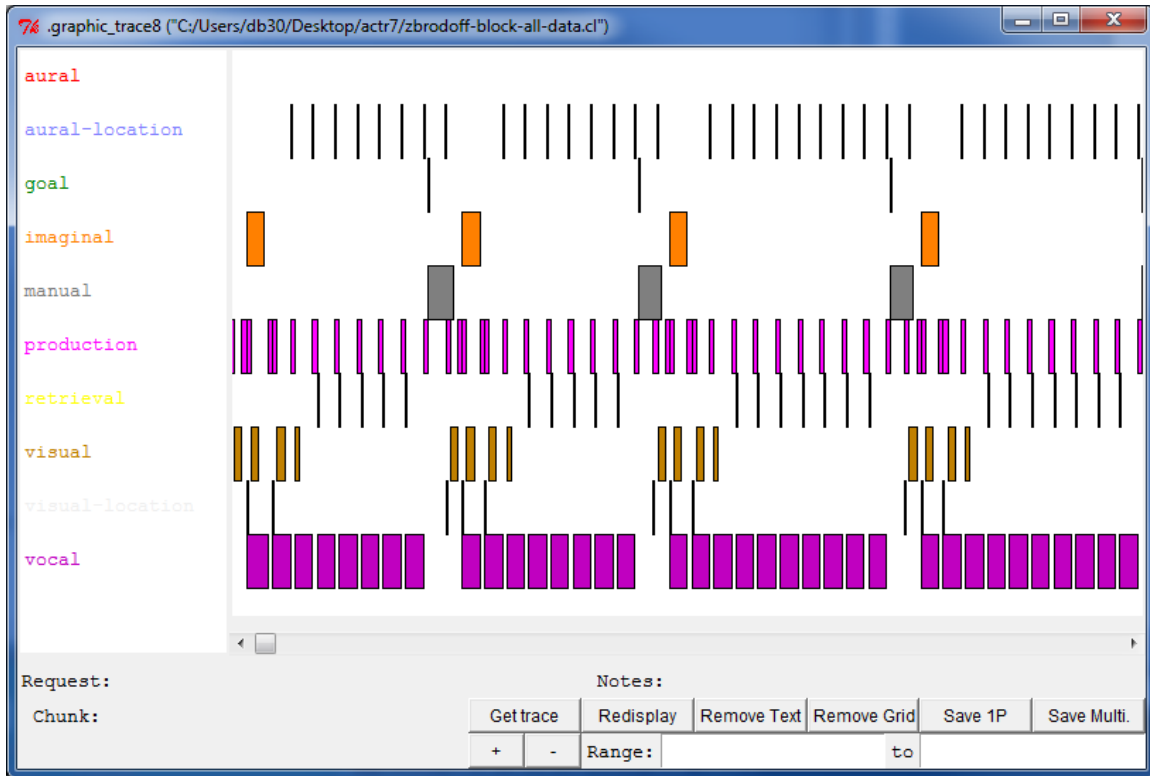 .graphic_trace8 ("C:/Users/db30/Desktop/actr7/zbrodoff-block-all-data.cl")
aural
aural-location
goal
imaginal
manual
production
retrieval
visual
visual-location
vocal
Request: Notes:
Chunk: Get trace Redisplay Remove Text Remove Grid Save 1P Save Multi.
+ - Range: to